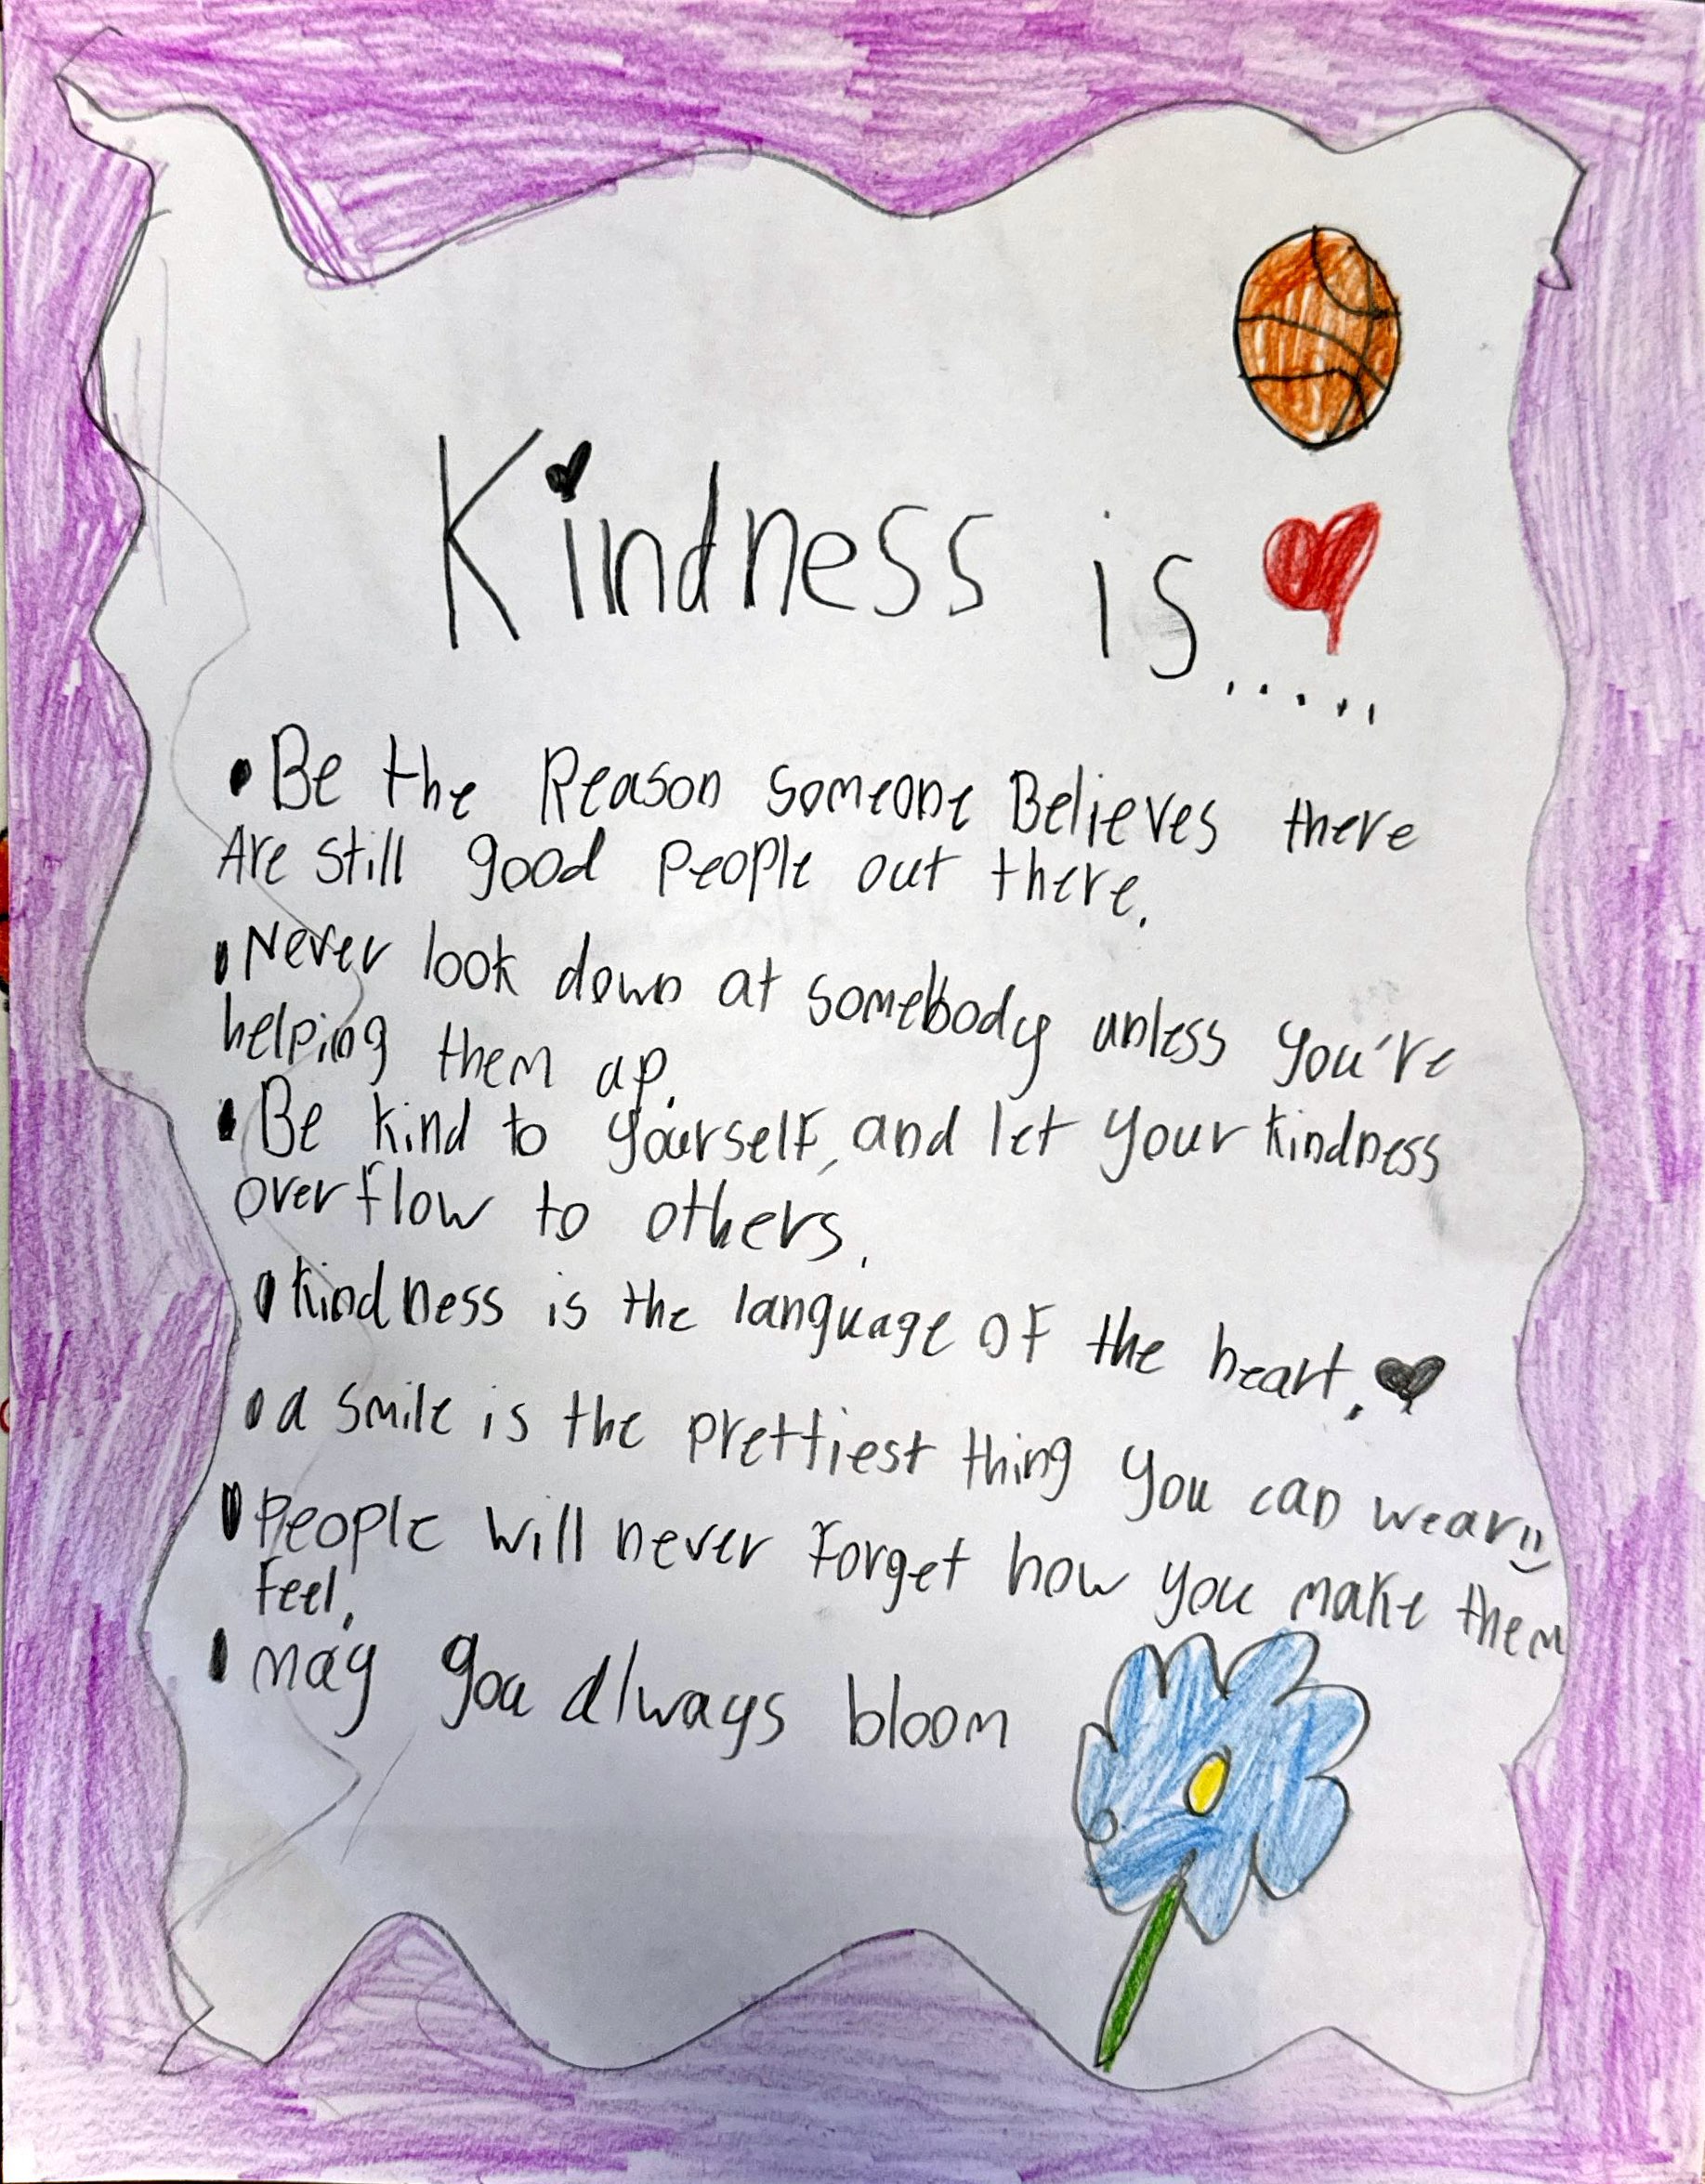 Kindness is.....
• Be the Reason someone Believes there
Are still good People out there.
• Never look down at somebody unless you're
helping them up.
• Be kind to yourself, and let your kindness
overflow to others.
• kindness is the language of the heart.
• a smile is the prettiest thing you can wear
• People will never forget how you make them
feel.
• may you always bloom